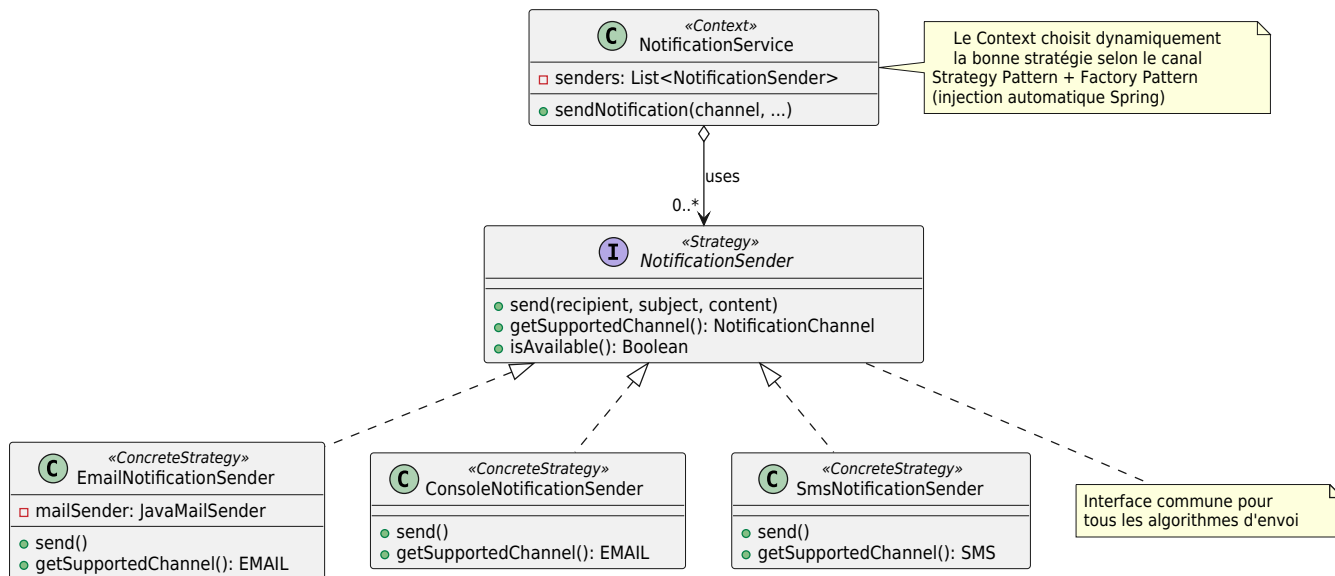 C
«Context»
NotificationService
senders: List<NotificationSender>
sendNotification(channel, ...)
Le Context choisit dynamiquement
la bonne stratégie selon le canal
Strategy Pattern + Factory Pattern
(injection automatique Spring)
uses
0..*
I
«Strategy»
NotificationSender
send(recipient, subject, content)
getSupportedChannel(): NotificationChannel
isAvailable(): Boolean
C
«ConcreteStrategy»
EmailNotificationSender
mailSender: JavaMailSender
send()
getSupportedChannel(): EMAIL
C
«ConcreteStrategy»
ConsoleNotificationSender
send()
getSupportedChannel(): EMAIL
C
«ConcreteStrategy»
SmsNotificationSender
send()
getSupportedChannel(): SMS
Interface commune pour
tous les algorithmes d'envoi